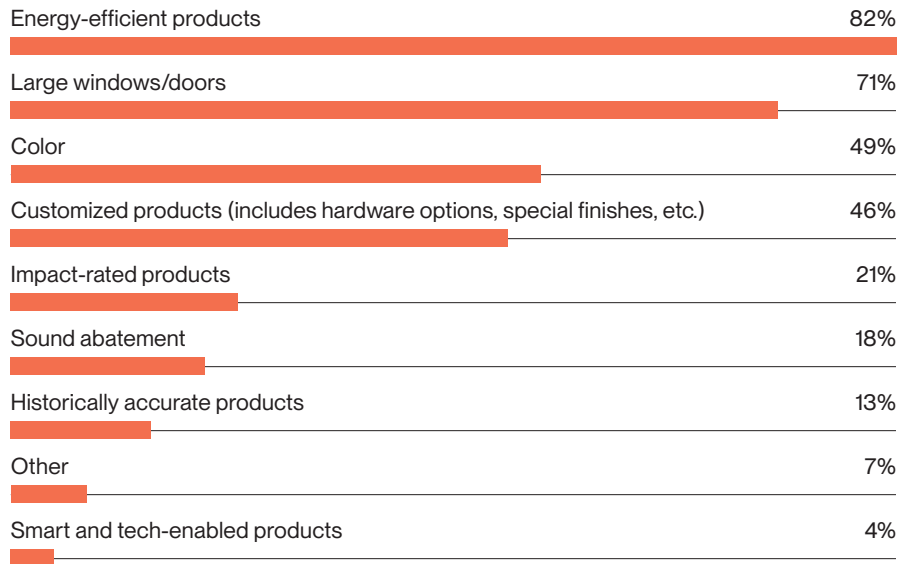 Energy-efficient products 82%
Large windows/doors 71%
Color 49%
Customized products (includes hardware options, special finishes, etc.) 46%
Impact-rated products 21%
Sound abatement 18%
Historically accurate products 13%
Other 7%
Smart and tech-enabled products 4%